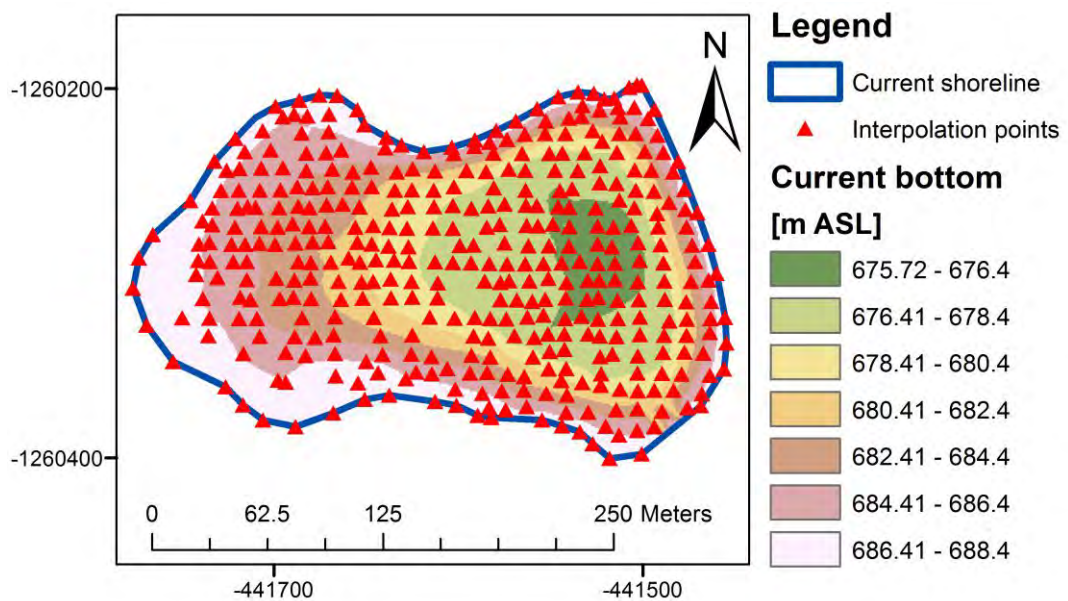 Legend
N
-1260200
Current shoreline
Interpolation points
Current bottom
[m ASL]
675.72 - 676.4
676.41 - 678.4
678.41 - 680.4
680.41 - 682.4
-1260400
682.41 - 684.4
0 62.5 125 250 Meters
684.41 - 686.4
686.41 - 688.4
-441700 -441500